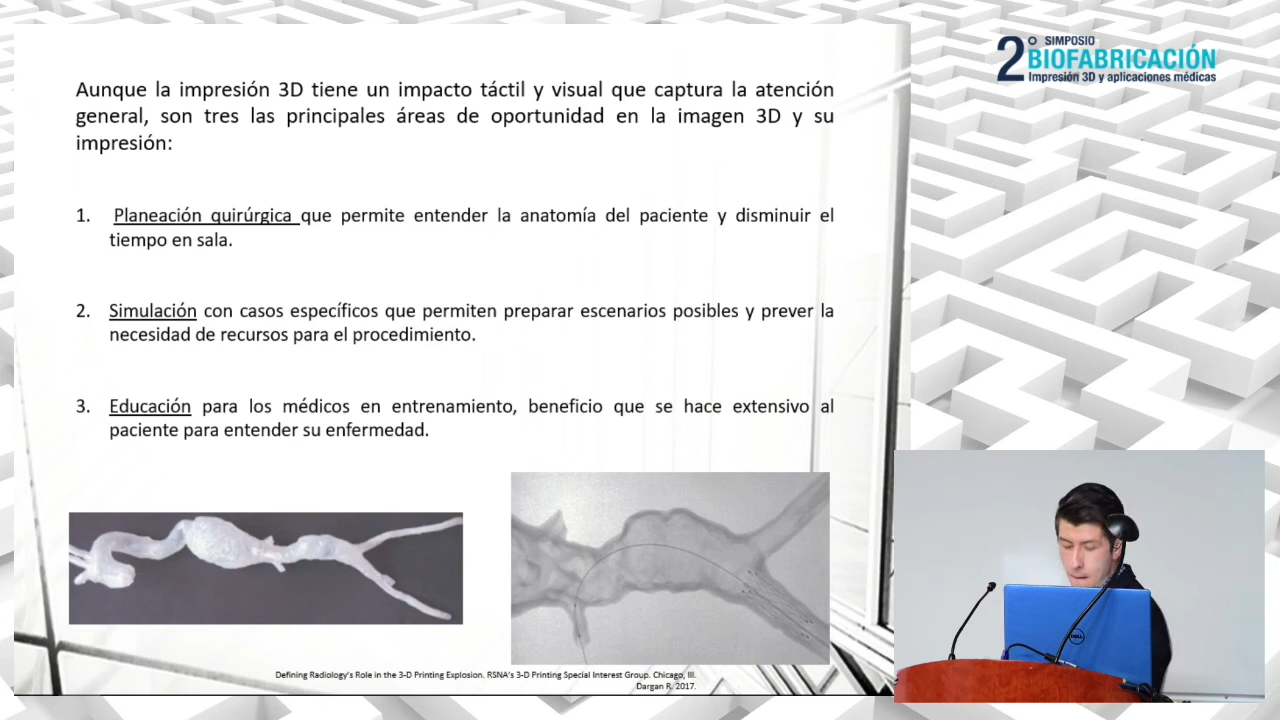 2° SIMPOSIO
BIOFABRICACIÓN
Impresión 3D y aplicaciones médicas
Aunque la impresión 3D tiene un impacto táctil y visual que captura la atención
general, son tres las principales áreas de oportunidad en la imagen 3D y su
impresión:
1. Planeación quirúrgica que permite entender la anatomía del paciente y disminuir el
tiempo en sala.
2. Simulación con casos específicos que permiten preparar escenarios posibles y prever la
necesidad de recursos para el procedimiento.
3. Educación para los médicos en entrenamiento, beneficio que se hace extensivo al
paciente para entender su enfermedad.
Defining Radiology's Role in the 3-D Printing Explosion. RSNA's 3-D Printing Special Interest Group. Chicago, Ill.
Dargan R. 2017.
DELL